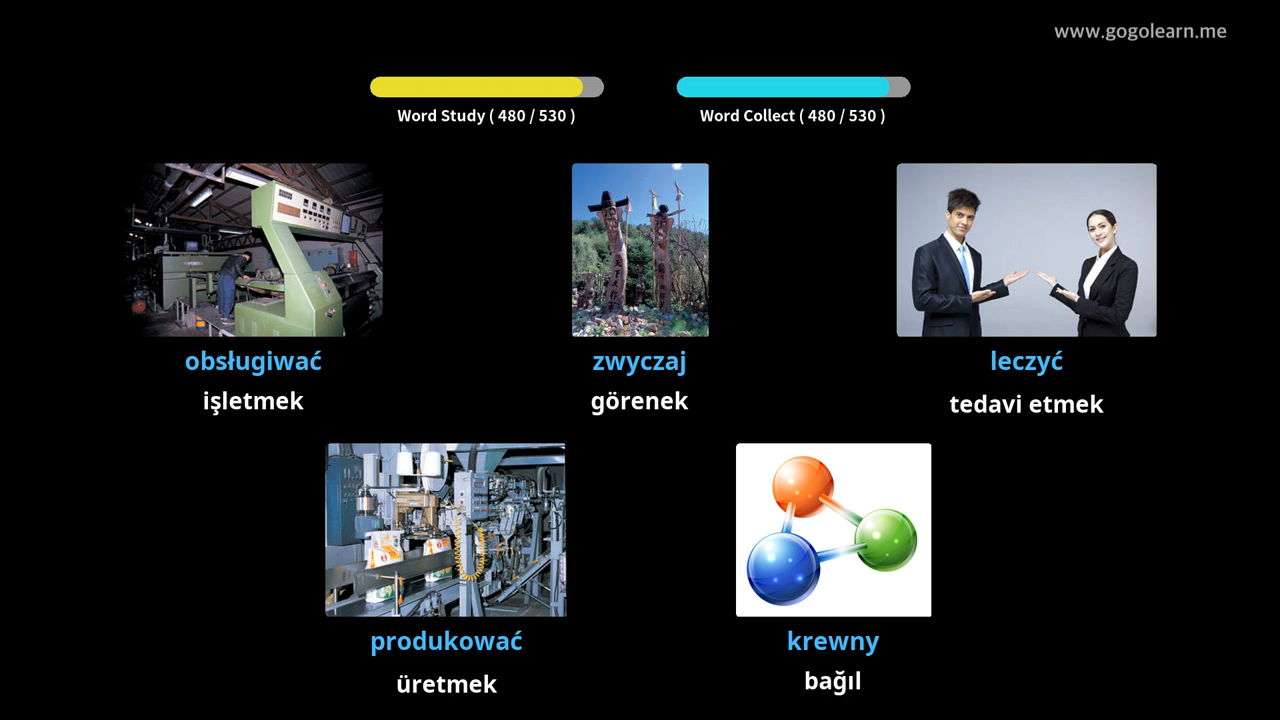 www.gogolearn.me
Word Study ( 480 / 530 )
Word Collect ( 480 / 530 )
obsługiwać
işletmek
zwyczaj
görenek
leczyć
tedavi etmek
produkować
üretmek
krewny
bağıl